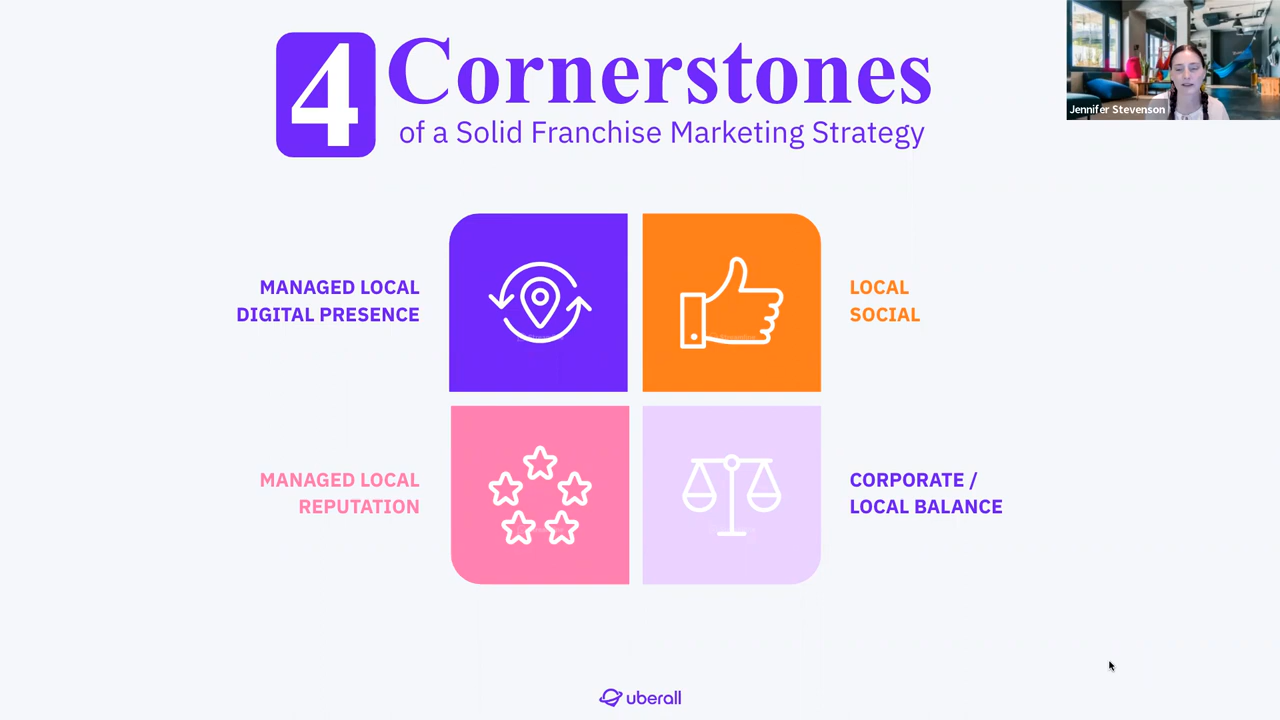 4 Cornerstones
of a Solid Franchise Marketing Strategy
Jennifer Stevenson
MANAGED LOCAL
DIGITAL PRESENCE
LOCAL
SOCIAL
MANAGED LOCAL
REPUTATION
CORPORATE /
LOCAL BALANCE
uberall